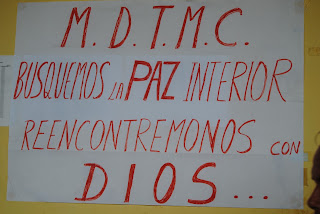 M.D.T.M.C.
BUSQUEMOS LA PAZ INTERIOR
REENCONTREMONOS CON
DIOS...